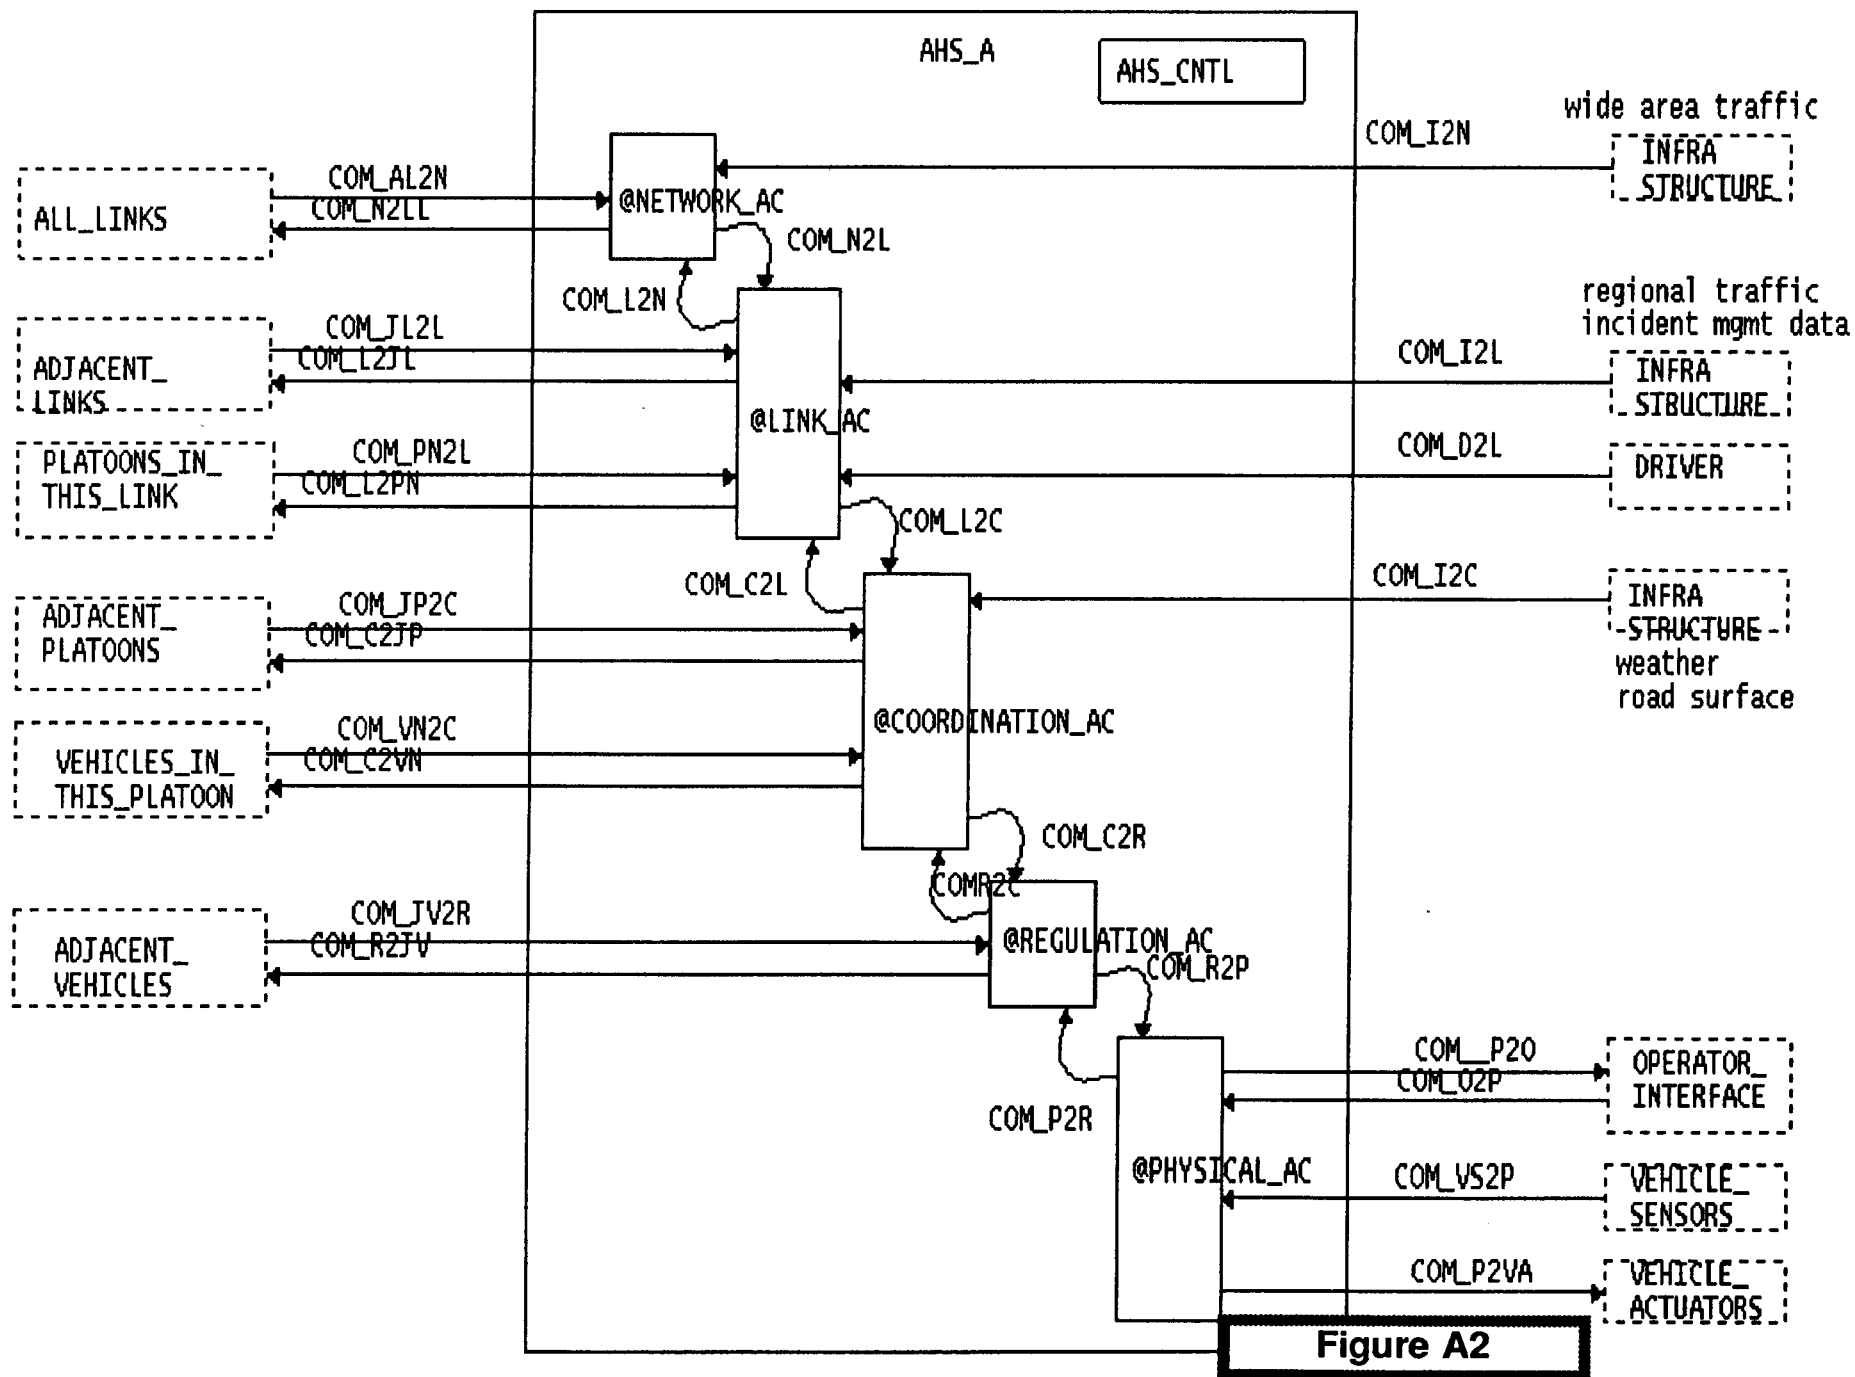 AHS_A
AHS_CNTL
wide area traffic
COM_I2N
INFRA
STRUCTURE
COM_AL2N
COM_N2LL
ALL_LINKS
@NETWORK_AC
COM_N2L
COM_L2N
regional traffic
incident mgmt data
COM_JL2L
COM_L2JL
ADJACENT_
LINKS
COM_I2L
INFRA
STRUCTURE
@LINK_AC
COM_PN2L
COM_L2PN
PLATOONS_IN_
THIS_LINK
COM_D2L
DRIVER
COM_L2C
COM_C2L
COM_I2C
INFRA
STRUCTURE
weather
road surface
COM_JP2C
COM_C2JP
ADJACENT_
PLATOONS
@COORDINATION_AC
COM_VN2C
COM_C2VN
VEHICLES_IN_
THIS_PLATOON
COM_C2R
COMR2C
COM_JV2R
COM_R2JV
ADJACENT_
VEHICLES
@REGULATION_AC
COM_R2P
COM_P2R
COM__P2O
COM_O2P
OPERATOR_
INTERFACE
@PHYSICAL_AC
COM_VS2P
VEHICLE_
SENSORS
COM_P2VA
VEHICLE_
ACTUATORS
Figure A2